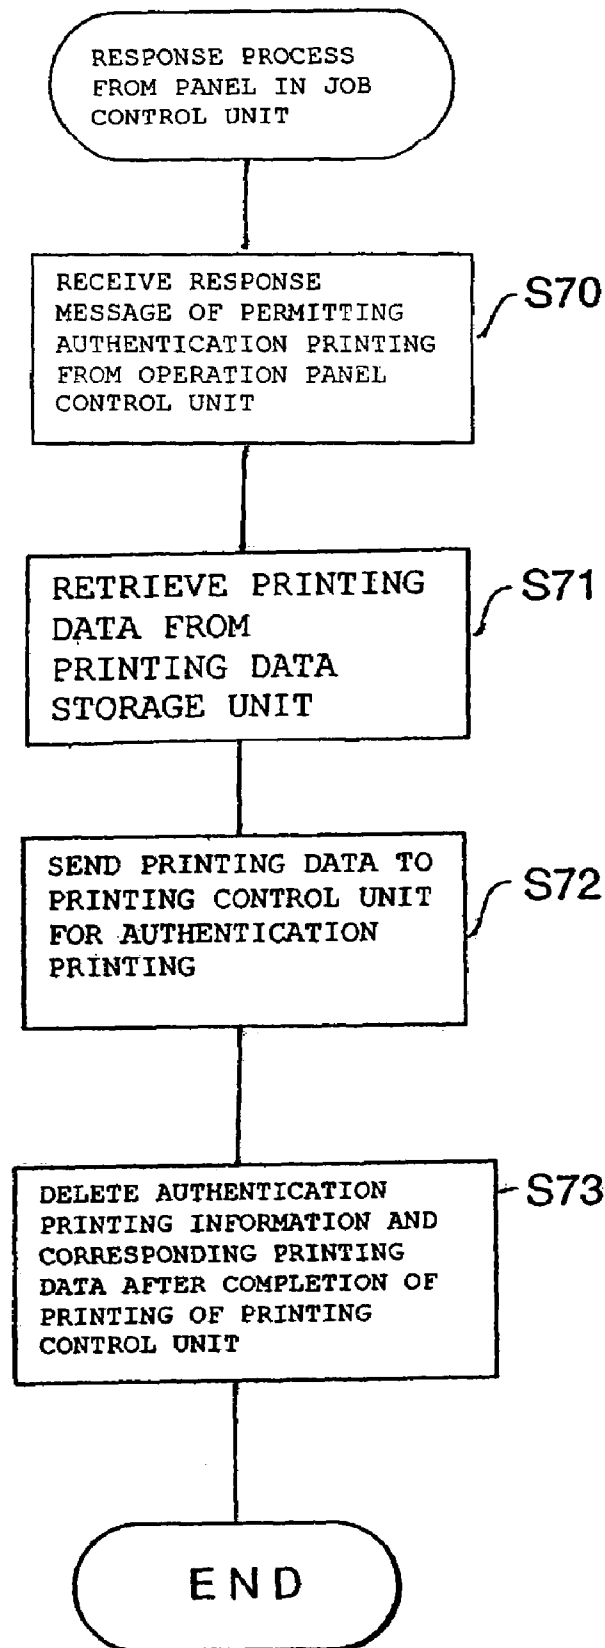 RESPONSE PROCESS
FROM PANEL IN JOB
CONTROL UNIT
RECEIVE RESPONSE
MESSAGE OF PERMITTING
AUTHENTICATION PRINTING
FROM OPERATION PANEL
CONTROL UNIT
S70
RETRIEVE PRINTING
DATA FROM
PRINTING DATA
STORAGE UNIT
S71
SEND PRINTING DATA TO
PRINTING CONTROL UNIT
FOR AUTHENTICATION
PRINTING
S72
DELETE AUTHENTICATION
PRINTING INFORMATION AND
CORRESPONDING PRINTING
DATA AFTER COMPLETION OF
PRINTING OF PRINTING
CONTROL UNIT
S73
END